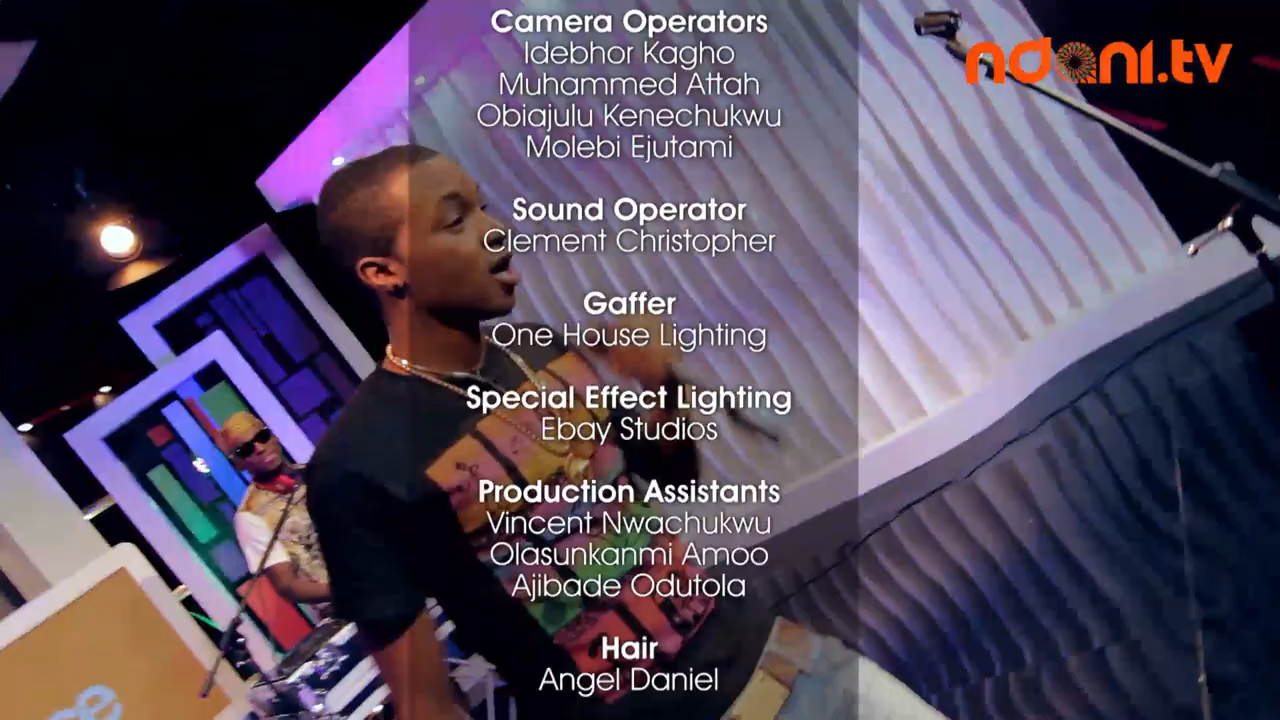 Camera Operators
Idebhor Kagho
Muhammed Attah
Obiajulu Kenechukwu
Molebi Ejutami
ndani.tv
Sound Operator
Clement Christopher
Gaffer
One House Lighting
Special Effect Lighting
Ebay Studios
Production Assistants
Vincent Nwachukwu
Olasunkanmi Amoo
Ajibade Odutola
Hair
Angel Daniel